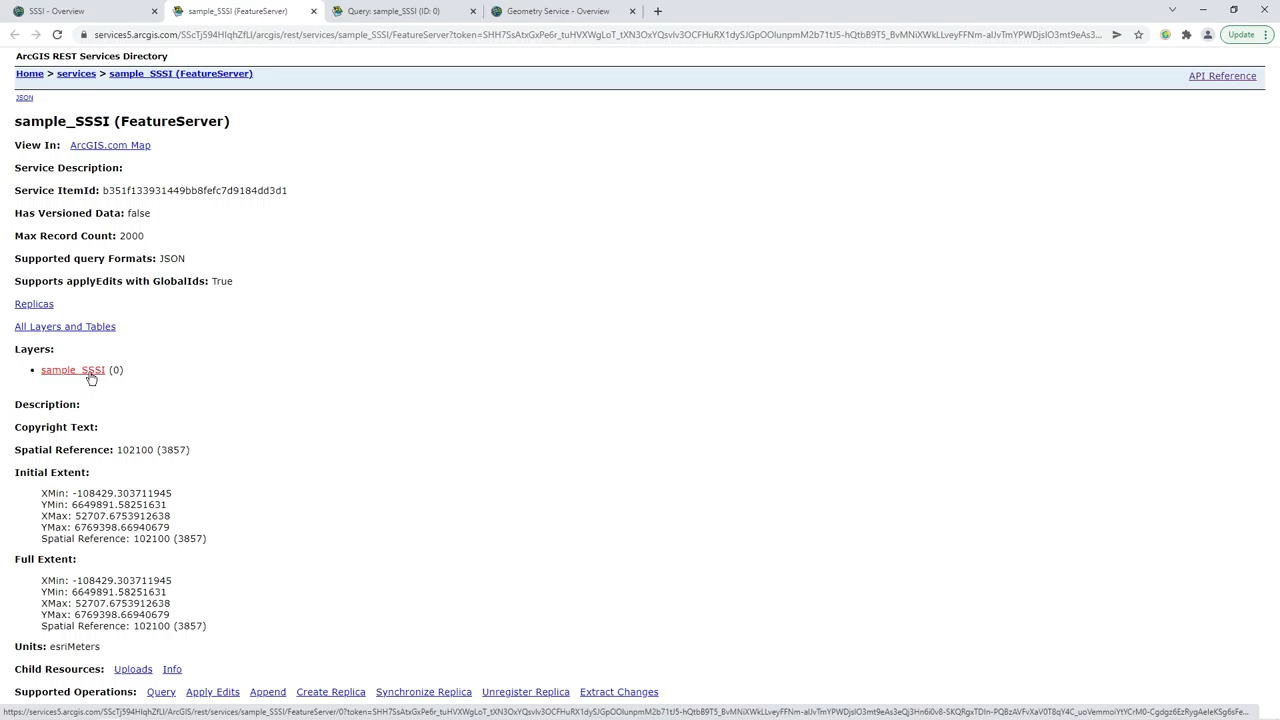 SSSI - Overview
sample_SSSI (FeatureServer)
Query: sample_SSSI (ID: 0)
Geometry Service - Overview
Update
ArcGIS REST Services Directory
Home > services > sample_SSSI (FeatureServer)
API Reference
JSON
sample_SSSI (FeatureServer)
View In: ArcGIS.com Map
Service Description:
Service ItemId: b351f133931449bb8fefc7d9184dd3d1
Has Versioned Data: false
Max Record Count: 2000
Supported query Formats: JSON
Supports applyEdits with GlobalIds: True
Replicas
All Layers and Tables
Layers:
• sample_SSSI (0)
Description:
Copyright Text:
Spatial Reference: 102100 (3857)
Initial Extent:
XMin: -108429.303711945
YMin: 6649891.58251631
XMax: 52707.6753912638
YMax: 6769398.66940679
Spatial Reference: 102100 (3857)
Full Extent:
XMin: -108429.303711945
YMin: 6649891.58251631
XMax: 52707.6753912638
YMax: 6769398.66940679
Spatial Reference: 102100 (3857)
Units: esriMeters
Child Resources: Uploads Info
Supported Operations: Query Apply Edits Append Create Replica Synchronize Replica Unregister Replica Extract Changes